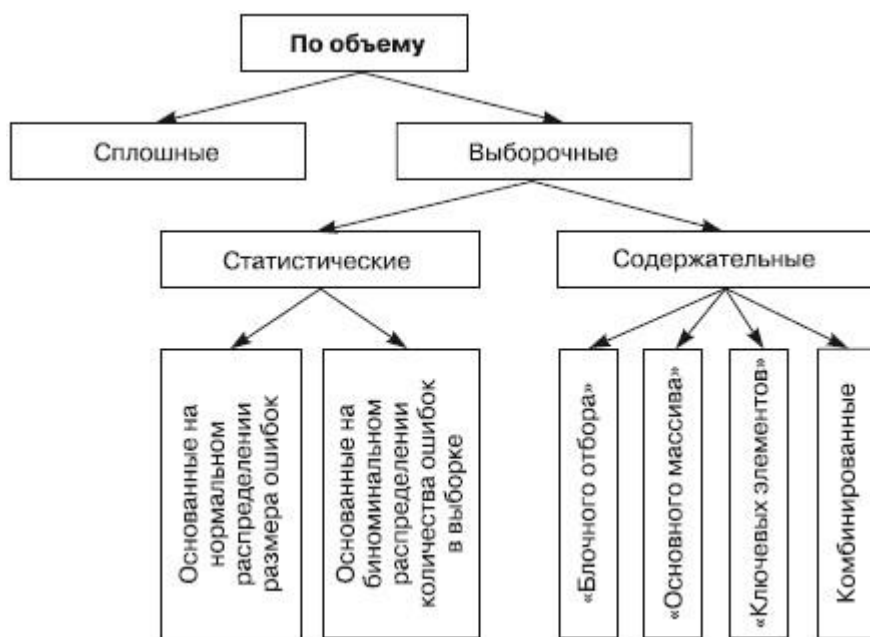 По объему
Сплошные
Выборочные
Статистические
Содержательные
Основанные на
нормальном
распределении
размера ошибок
Основанные на
биноминальном
распределении
количества ошибок
в выборке
«Блочного отбора»
«Основного массива»
«Ключевых элементов»
Комбинированные